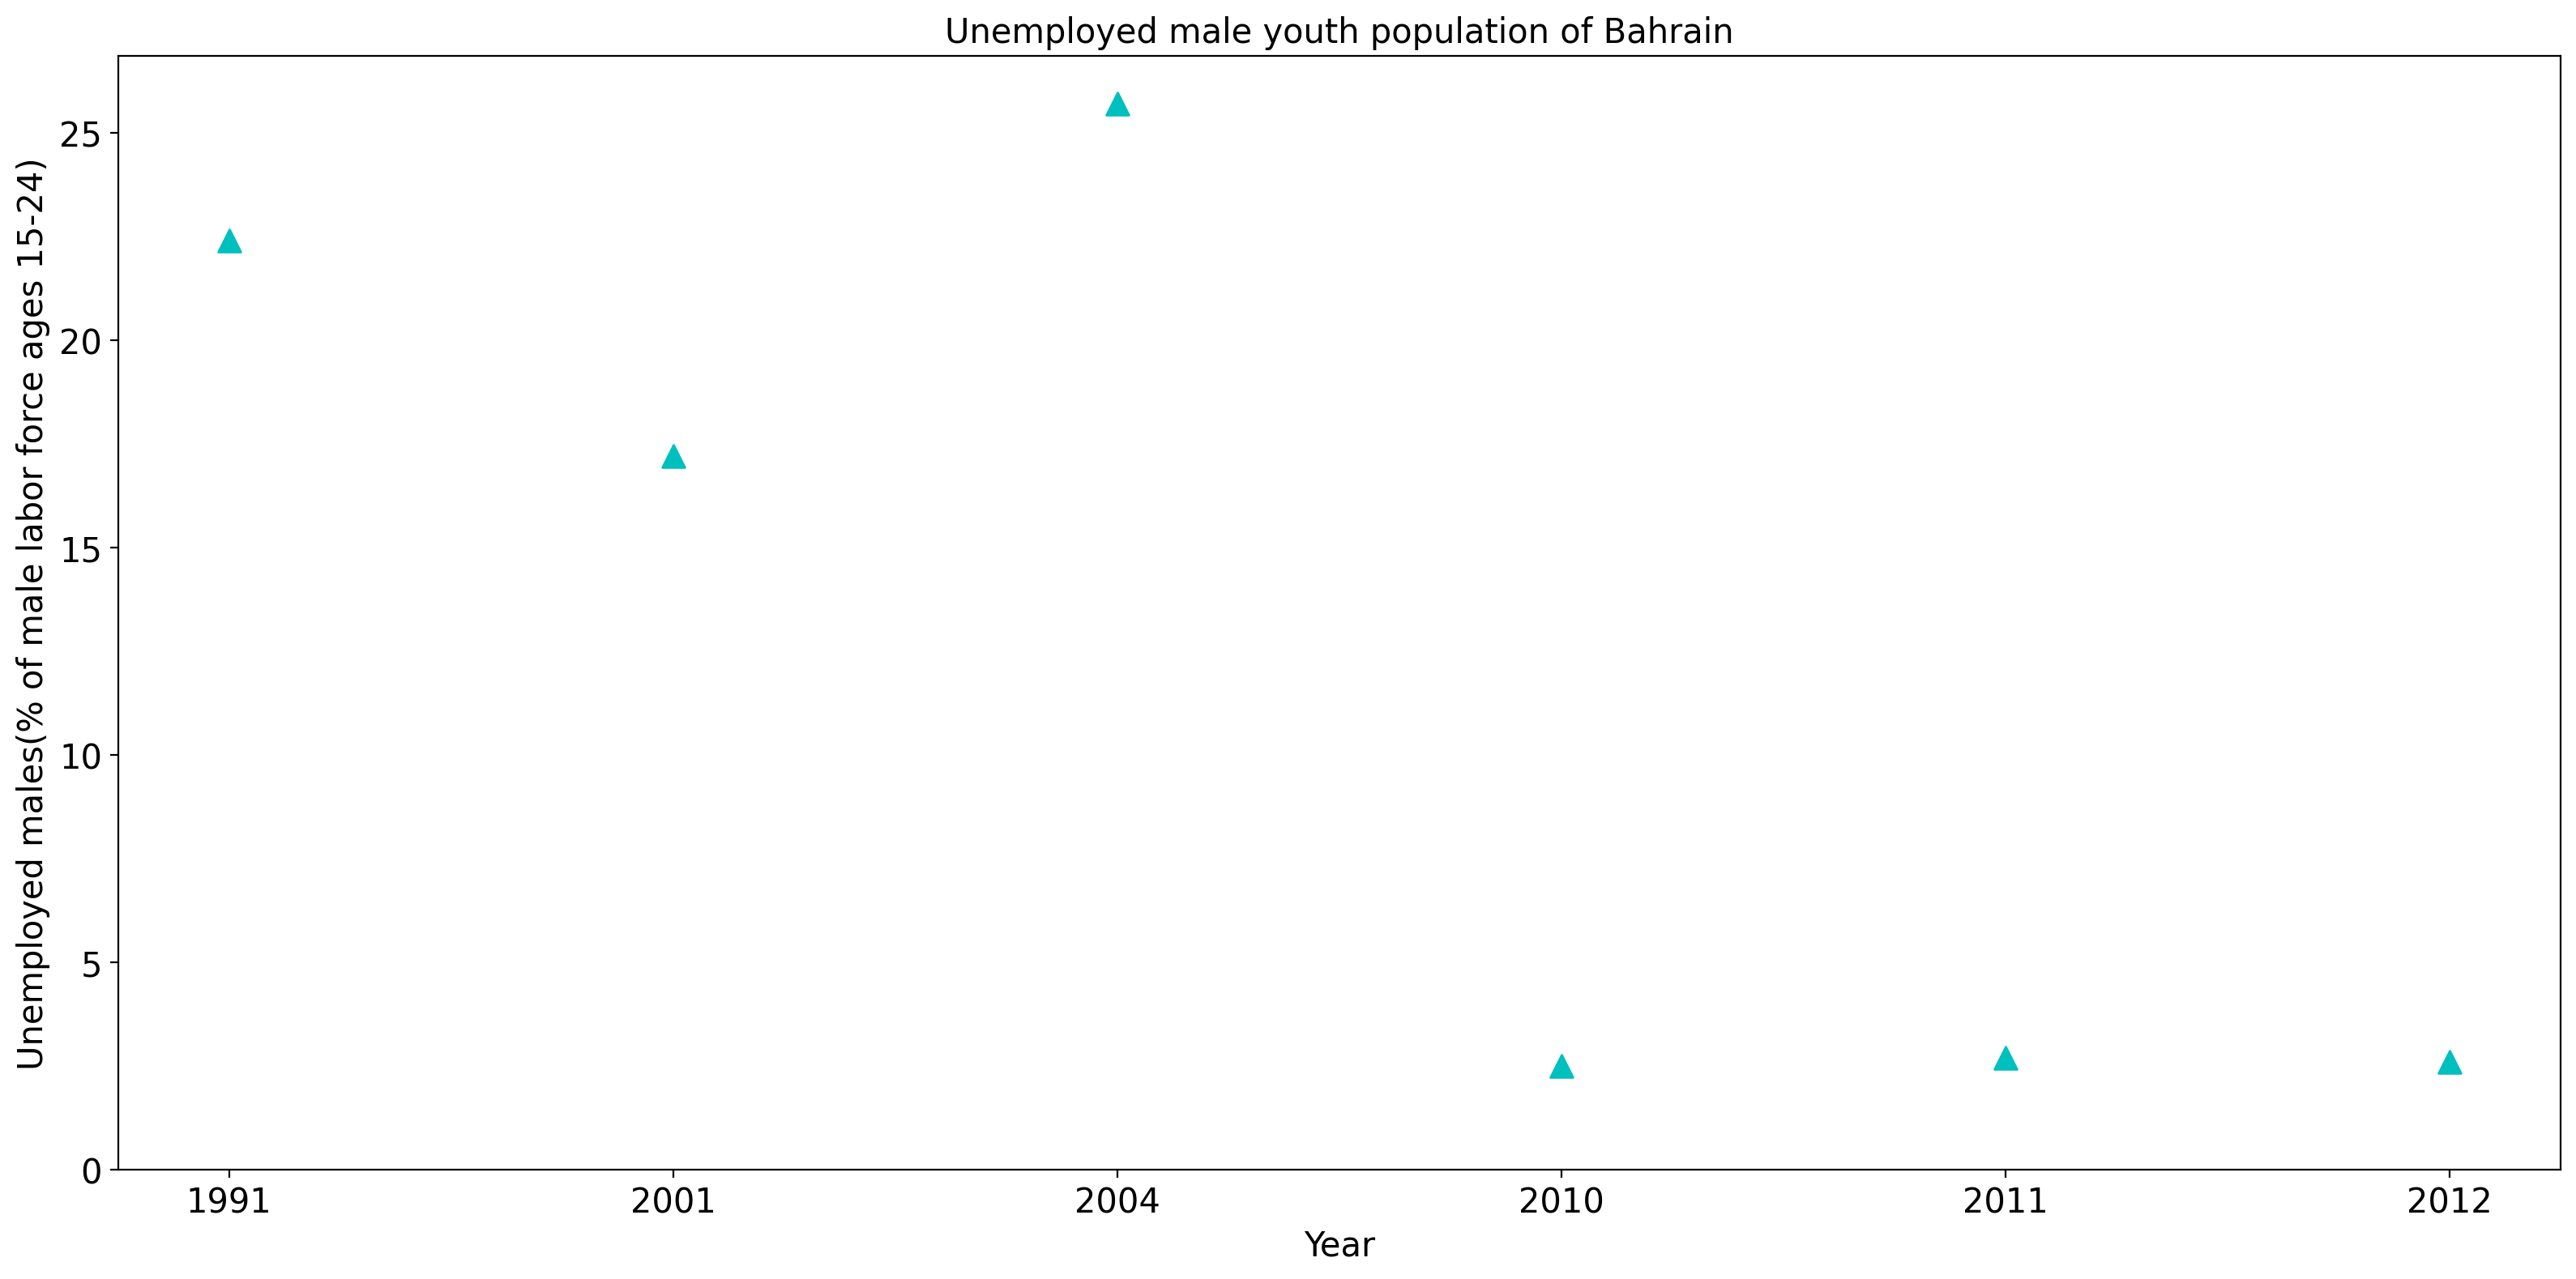 Unemployed male youth population of Bahrain
Unemployed males(% of male labor force ages 15-24)
25
20
15
10
5
0
1991 2001 2004 2010 2011 2012
Year